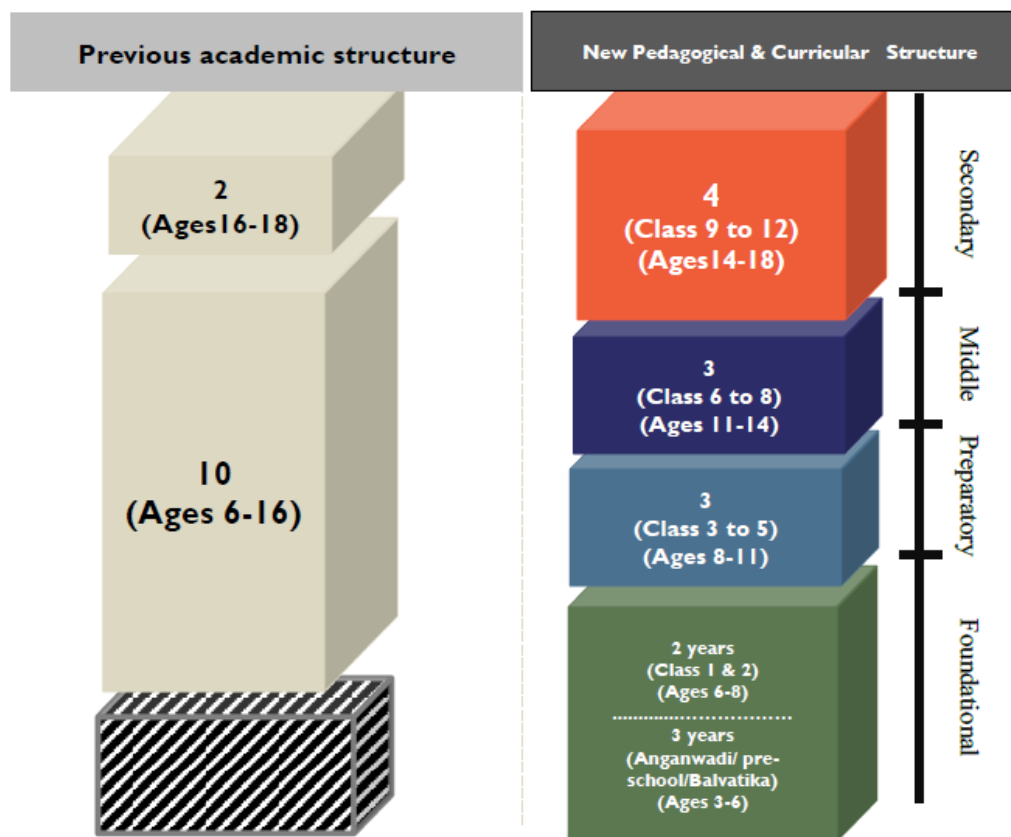 Previous academic structure
New Pedagogical & Curricular Structure
2
(Ages16-18)
10
(Ages 6-16)
4
(Class 9 to 12)
(Ages14-18)
3
(Class 6 to 8)
(Ages 11-14)
3
(Class 3 to 5)
(Ages 8-11)
2 years
(Class 1 & 2)
(Ages 6-8)
................................
3 years
(Anganwadi/ pre-
school/Balvatika)
(Ages 3-6)
Secondary
Middle
Preparatory
Foundational